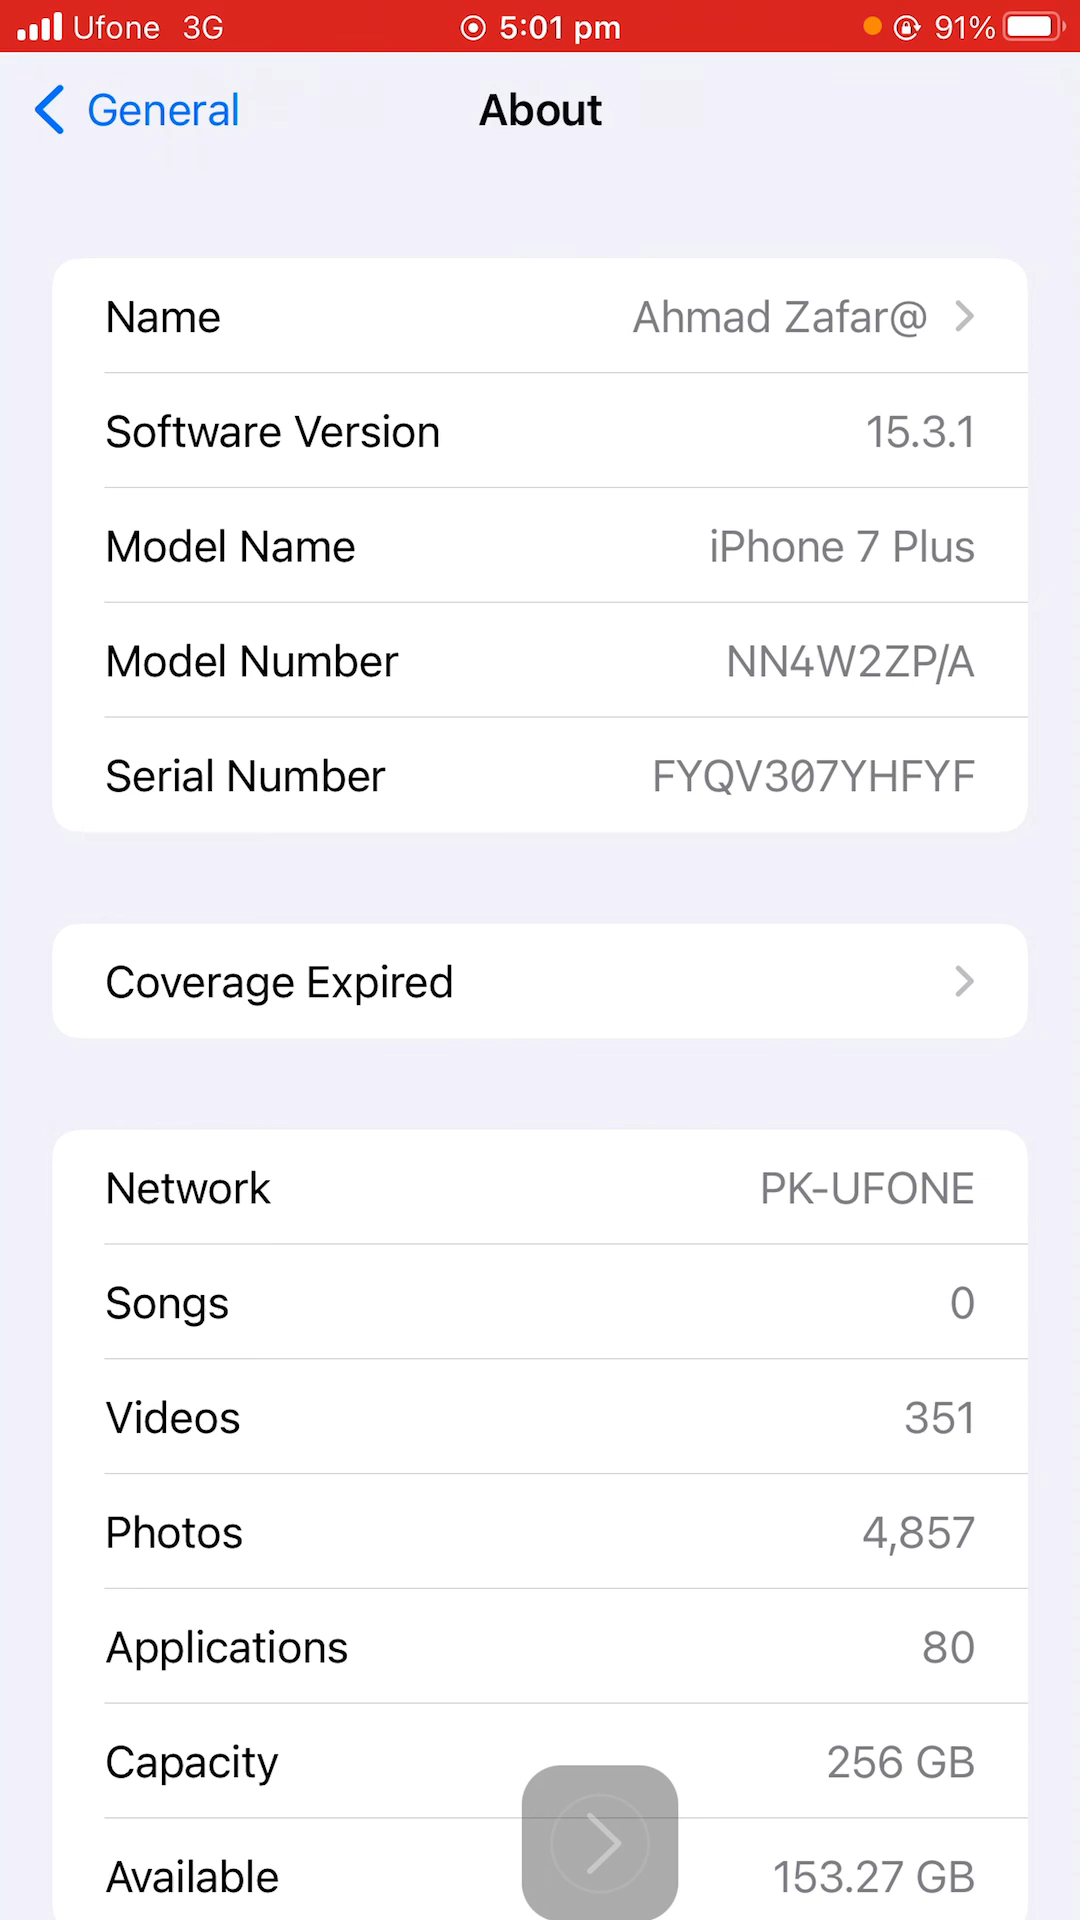 Ufone 3G 5:01 pm 91%
General About
Name Ahmad Zafar@
Software Version 15.3.1
Model Name iPhone 7 Plus
Model Number NN4W2ZP/A
Serial Number FYQV307YHFYF
Coverage Expired
Network PK-UFONE
Songs 0
Videos 351
Photos 4,857
Applications 80
Capacity 256 GB
Available 153.27 GB